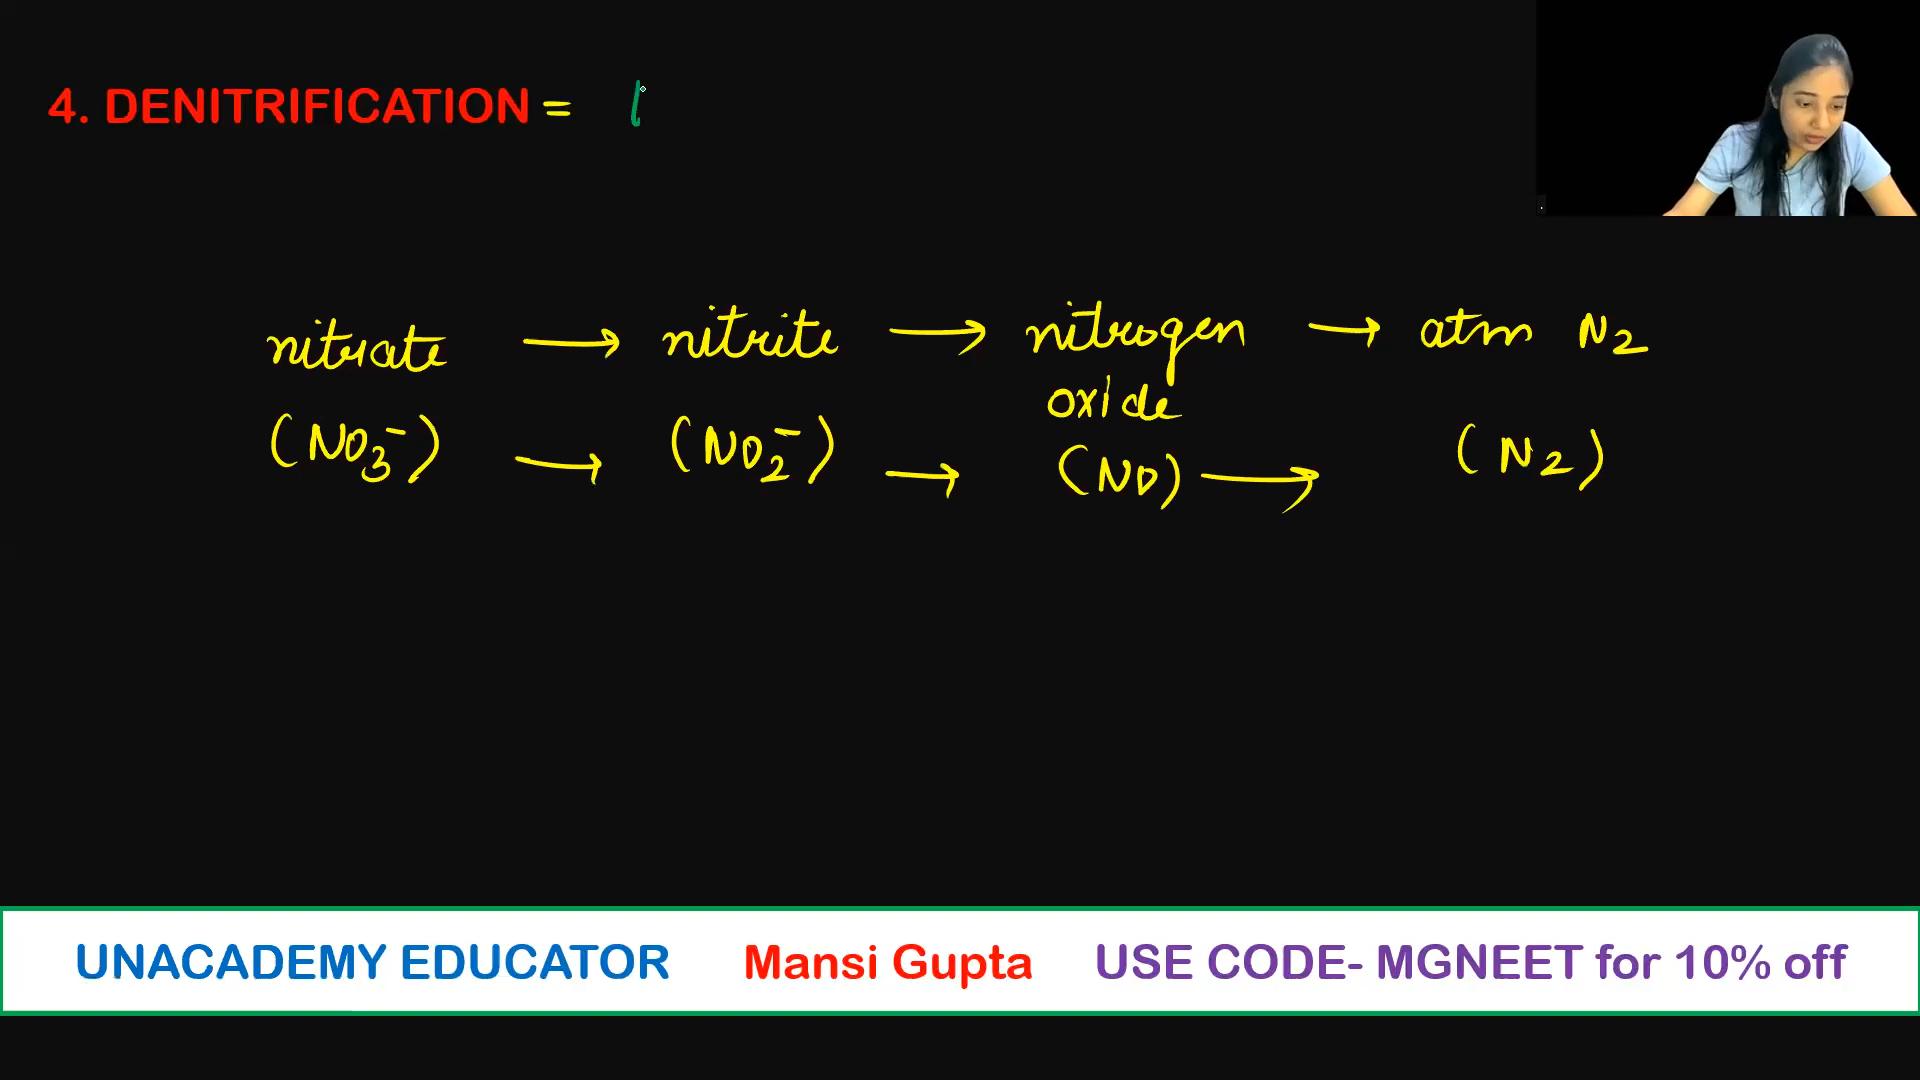 4. DENITRIFICATION =
nitrate → nitrite → nitrogen oxide → atm N2
(NO3⁻) → (NO2⁻) → (NO) → (N2)
UNACADEMY EDUCATOR Mansi Gupta USE CODE- MGNEET for 10% off